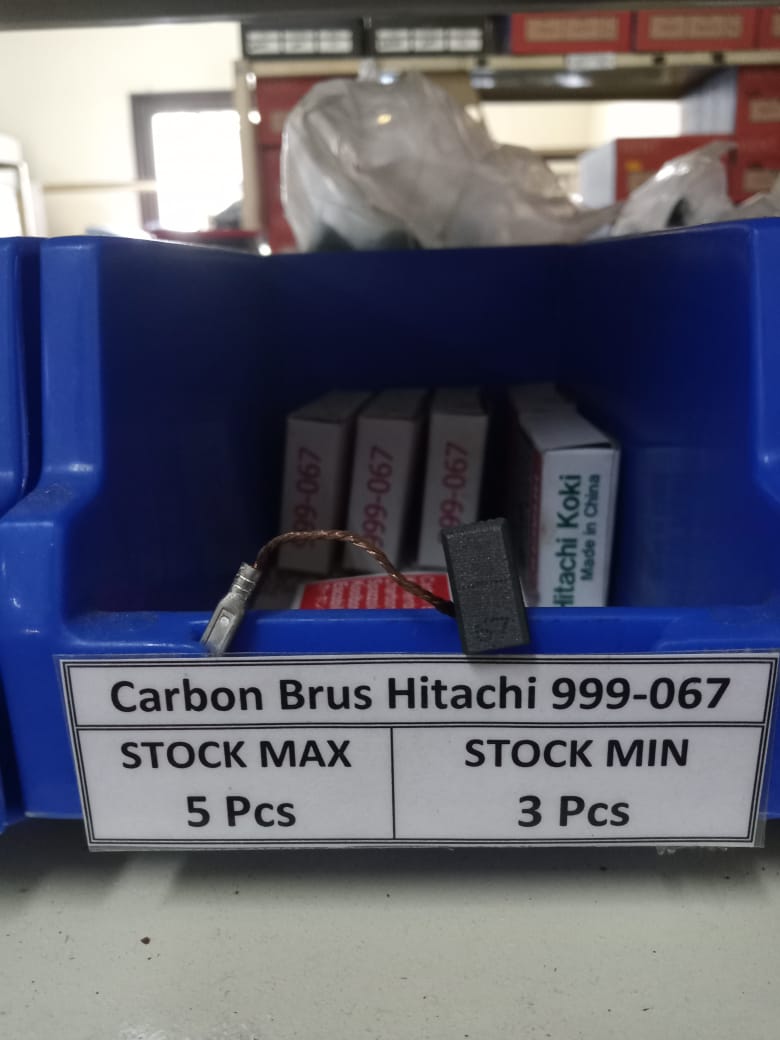 999-067
999-067
999-067
Hitachi Koki
Made in China
67
Carbon Brus Hitachi 999-067
STOCK MAX
STOCK MIN
5 Pcs
3 Pcs